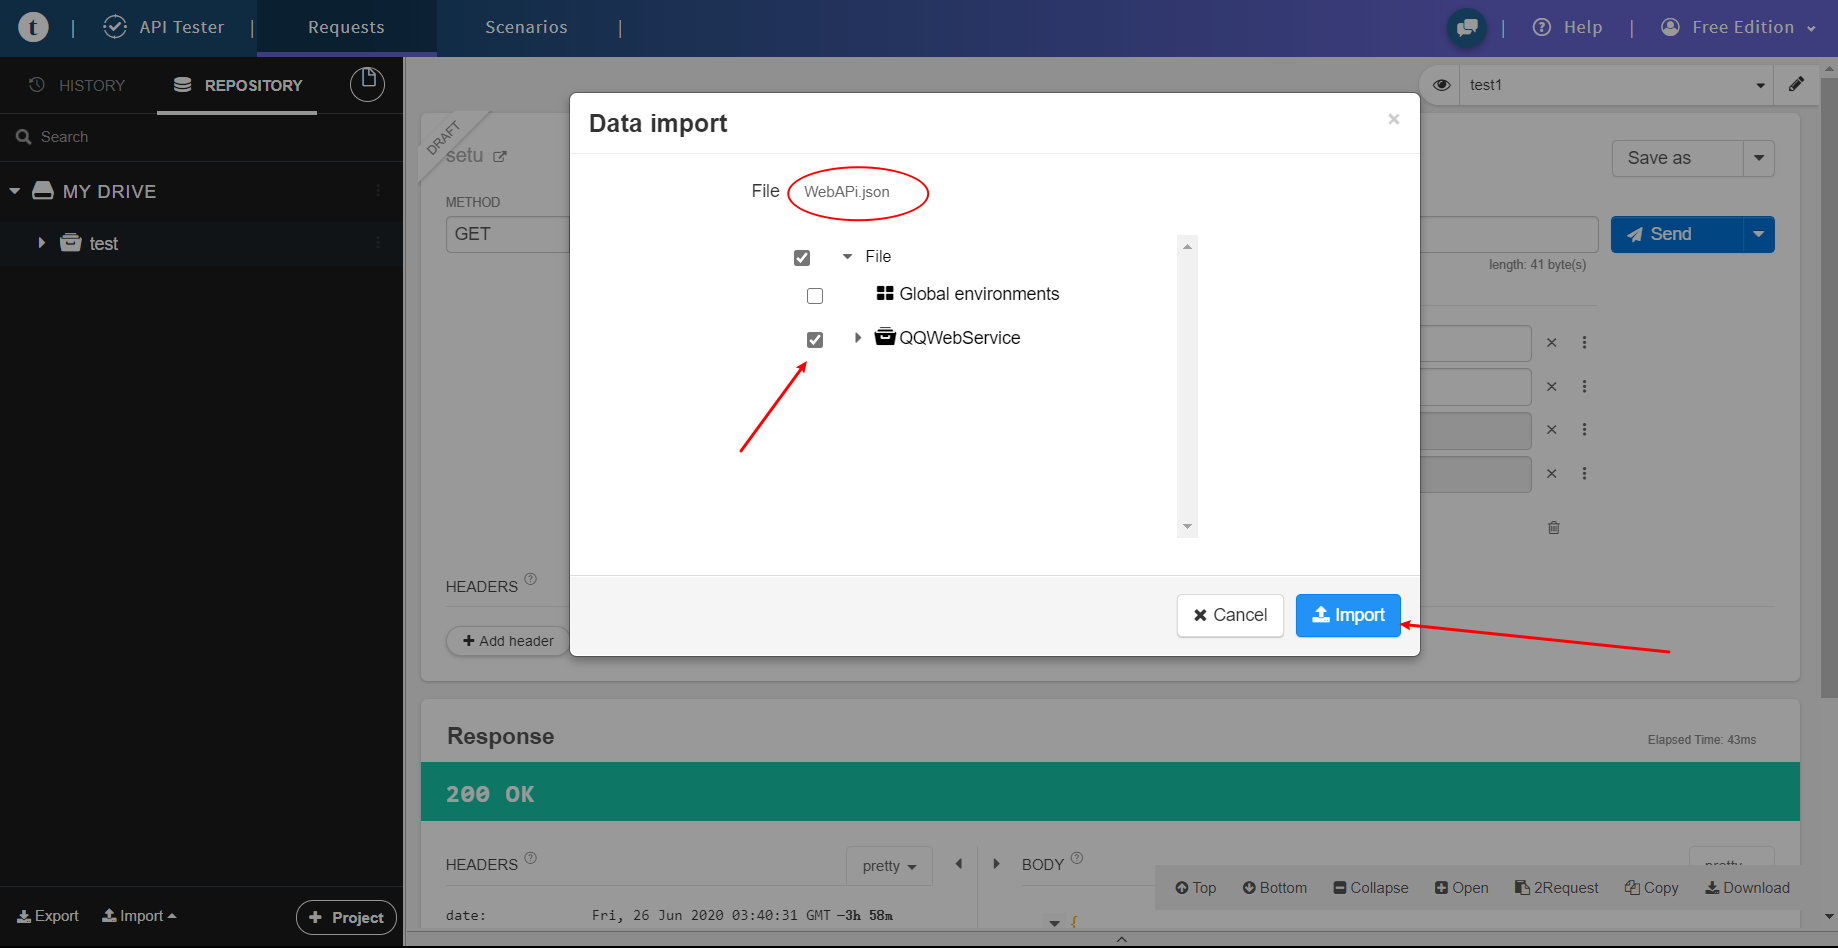 t | API Tester | Requests Scenarios | | Help | Free Edition
HISTORY REPOSITORY
Search
MY DRIVE
test
test1
DRAFT
setu
Save as
METHOD
GET
Send
length: 41 byte(s)
HEADERS ?
+ Add header
Data import
×
File WebAPi.json
File
Global environments
QQWebService
Cancel Import
Response
Elapsed Time: 43ms
200 OK
HEADERS ? pretty BODY ? pretty
Top Bottom Collapse Open 2Request Copy Download
date: Fri, 26 Jun 2020 03:40:31 GMT −3h 58m
{
Export Import + Project